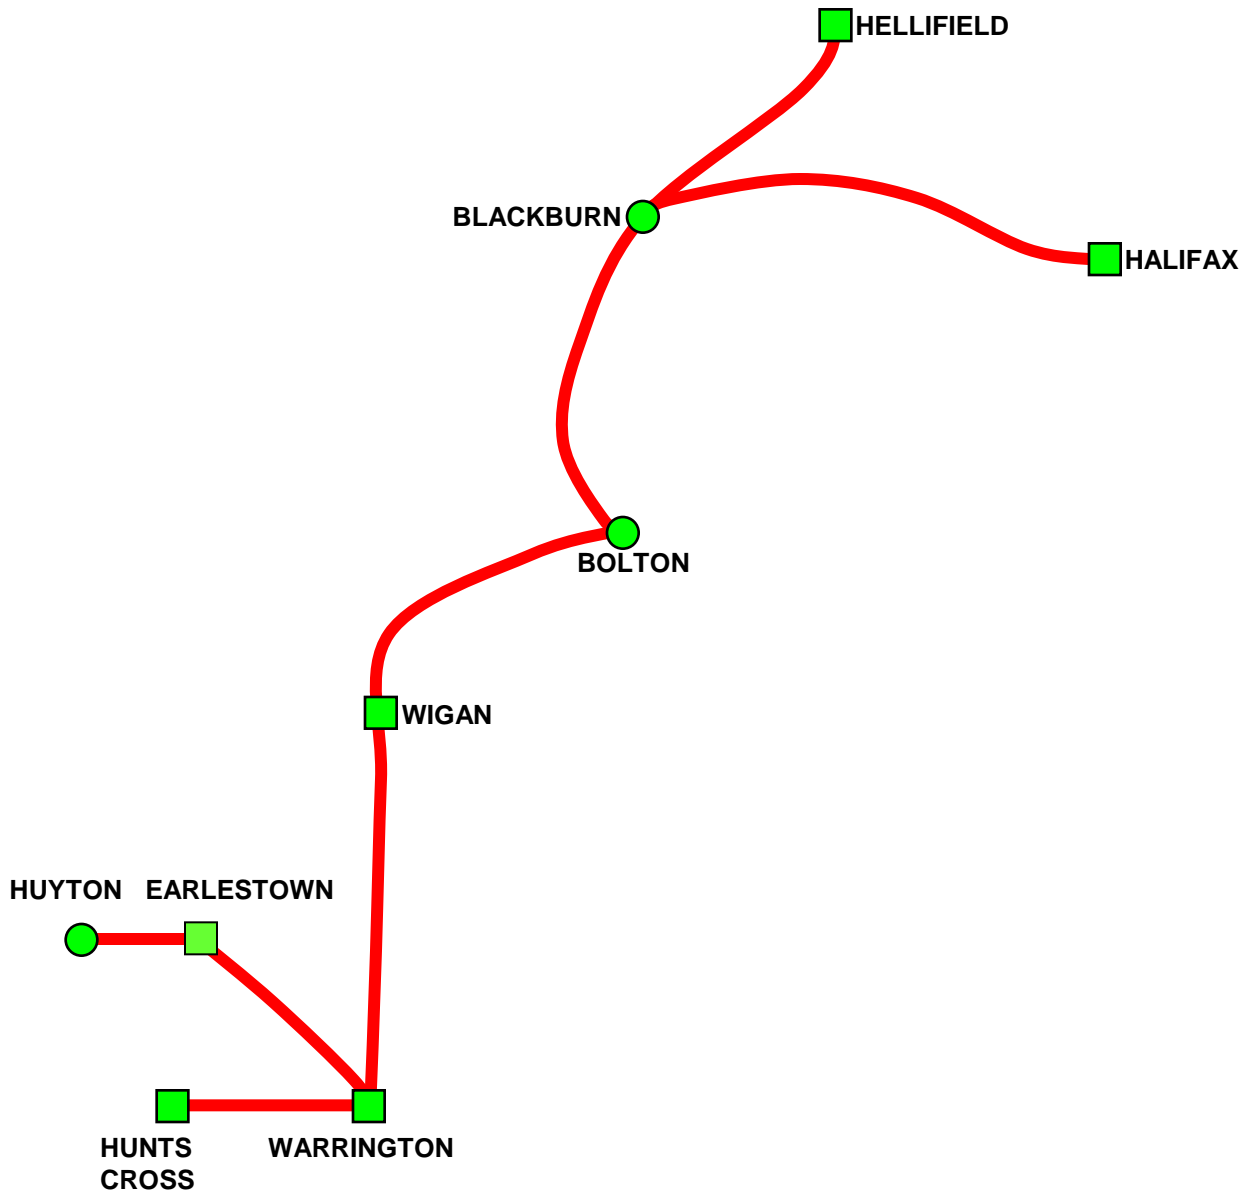 HELLIFIELD
BLACKBURN
HALIFAX
BOLTON
WIGAN
HUYTON
EARLESTOWN
HUNTS
CROSS
WARRINGTON